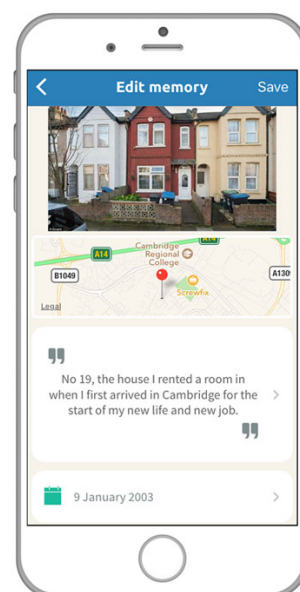 Edit memory
Save
A14
A14
Cambridge
Regional
College
B1049
A1309
Screwfix
Legal
No 19, the house I rented a room in
when I first arrived in Cambridge for the
start of my new life and new job.
9 January 2003